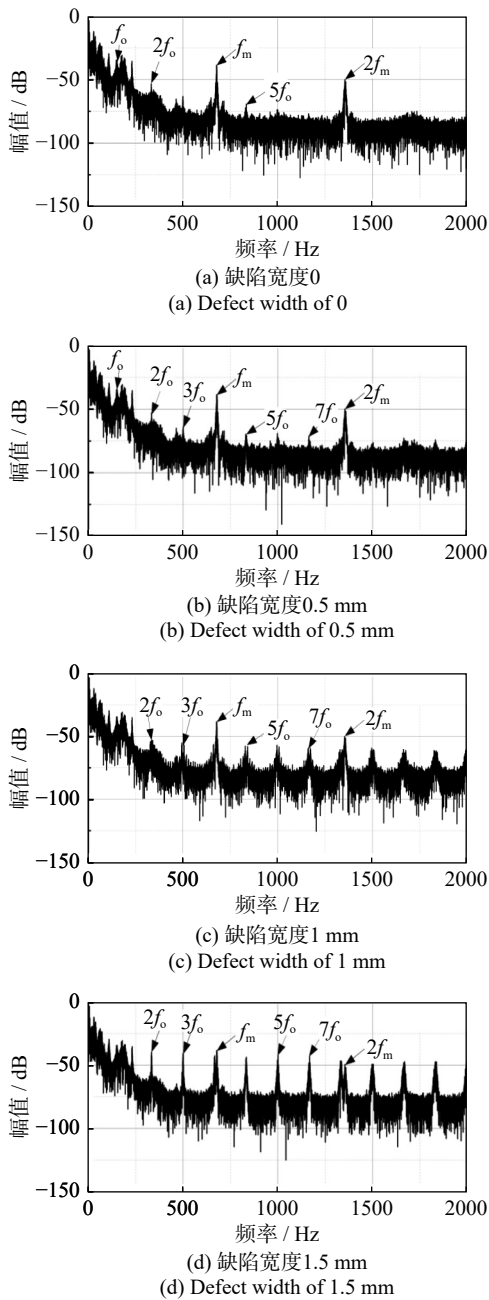 0
f_o
2f_o
f_m
5f_o
2f_m
−50
−100
−150
幅值 / dB
0 500 1000 1500 2000
频率 / Hz
(a) 缺陷宽度0
(a) Defect width of 0
0
f_o
2f_o
3f_o
f_m
5f_o
7f_o
2f_m
−50
−100
−150
幅值 / dB
0 500 1000 1500 2000
频率 / Hz
(b) 缺陷宽度0.5 mm
(b) Defect width of 0.5 mm
0
2f_o
3f_o
f_m
5f_o
7f_o
2f_m
−50
−100
−150
幅值 / dB
0 500 1000 1500 2000
频率 / Hz
(c) 缺陷宽度1 mm
(c) Defect width of 1 mm
0
2f_o
3f_o
f_m
5f_o
7f_o
2f_m
−50
−100
−150
幅值 / dB
0 500 1000 1500 2000
频率 / Hz
(d) 缺陷宽度1.5 mm
(d) Defect width of 1.5 mm